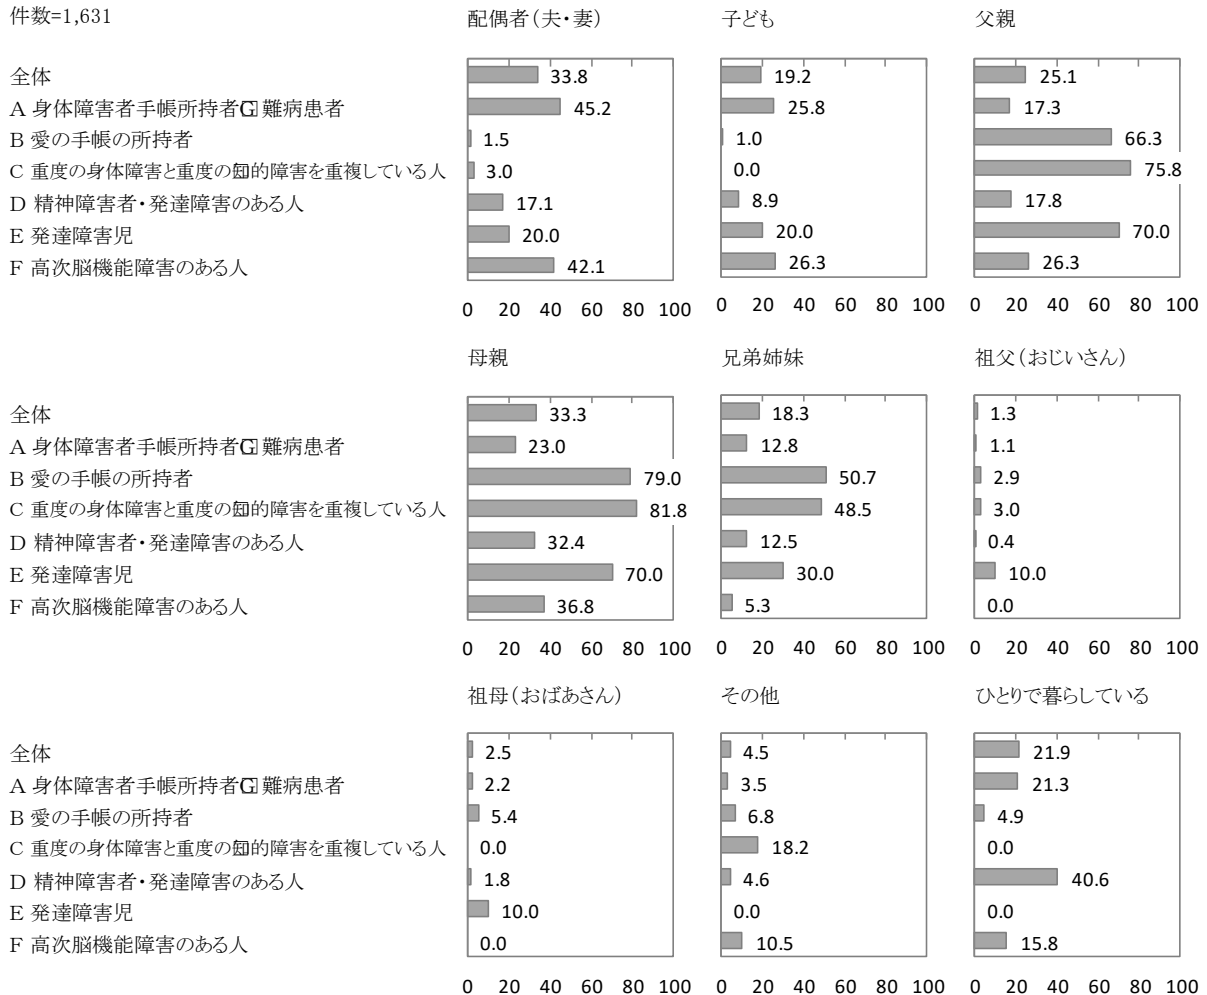 件数=1,631
配偶者（夫・妻） 子ども 父親
全体 33.8 19.2 25.1
A 身体障害者手帳所持者 難病患者 45.2 25.8 17.3
B 愛の手帳の所持者 1.5 1.0 66.3
C 重度の身体障害と重度の知的障害を重複している人 3.0 0.0 75.8
D 精神障害者・発達障害のある人 17.1 8.9 17.8
E 発達障害児 20.0 20.0 70.0
F 高次脳機能障害のある人 42.1 26.3 26.3
0 20 40 60 80 100 0 20 40 60 80 100 0 20 40 60 80 100
母親 兄弟姉妹 祖父（おじいさん）
全体 33.3 18.3 1.3
A 身体障害者手帳所持者 難病患者 23.0 12.8 1.1
B 愛の手帳の所持者 79.0 50.7 2.9
C 重度の身体障害と重度の知的障害を重複している人 81.8 48.5 3.0
D 精神障害者・発達障害のある人 32.4 12.5 0.4
E 発達障害児 70.0 30.0 10.0
F 高次脳機能障害のある人 36.8 5.3 0.0
0 20 40 60 80 100 0 20 40 60 80 100 0 20 40 60 80 100
祖母（おばあさん） その他 ひとりで暮らしている
全体 2.5 4.5 21.9
A 身体障害者手帳所持者 難病患者 2.2 3.5 21.3
B 愛の手帳の所持者 5.4 6.8 4.9
C 重度の身体障害と重度の知的障害を重複している人 0.0 18.2 0.0
D 精神障害者・発達障害のある人 1.8 4.6 40.6
E 発達障害児 10.0 0.0 0.0
F 高次脳機能障害のある人 0.0 10.5 15.8
0 20 40 60 80 100 0 20 40 60 80 100 0 20 40 60 80 100